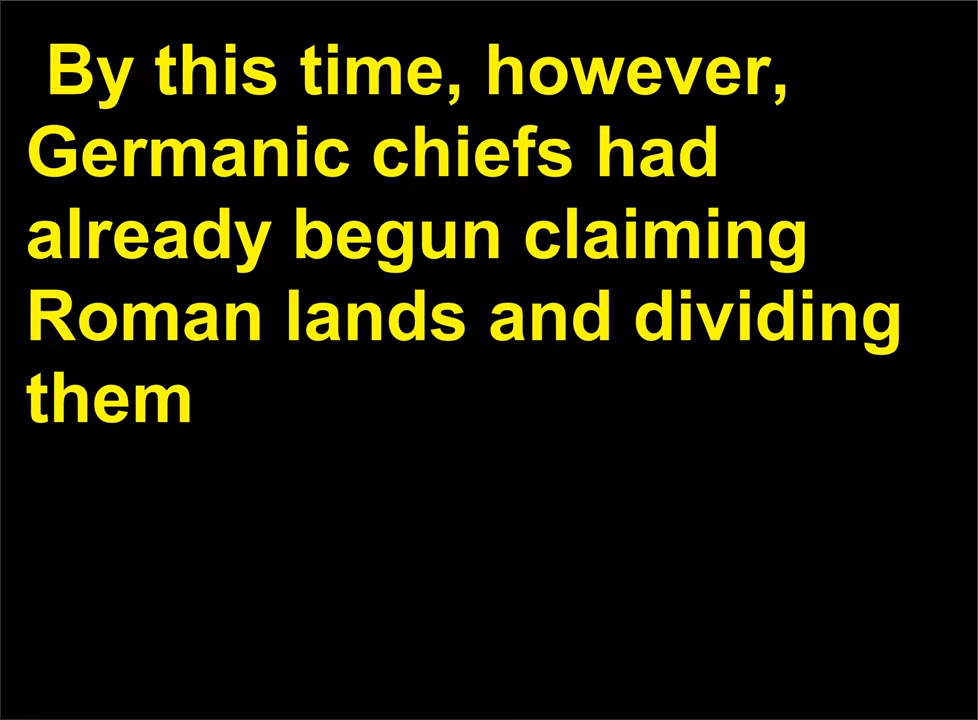 By this time, however,
Germanic chiefs had
already begun claiming
Roman lands and dividing
them